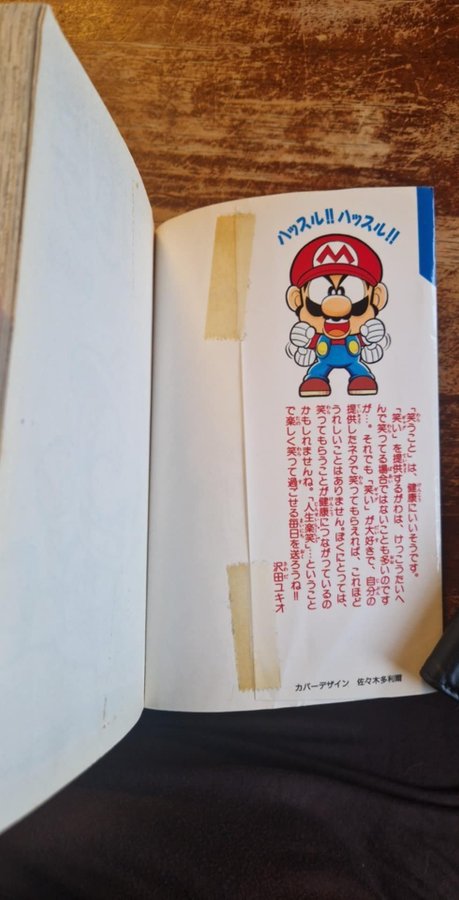 ハッスル!! ハッスル!!
M
「笑うこと」は、健康にいいそうです。
「笑い」を提供するがわは、けっこうたいへ
んで笑ってる場合ではないことも多いのです
が…。それでも「笑い」が大好きで、自分の
提供したネタで笑ってもらえれば、これほど
うれしいことはありません。ぼくにとっては、
笑ってもらうことが健康につながっているの
かもしれませんね。「人生楽笑」…ということ
で楽しく笑って過ごせる毎日を送ろうね!!
沢田ユキオ
カバーデザイン 佐々木多利爾